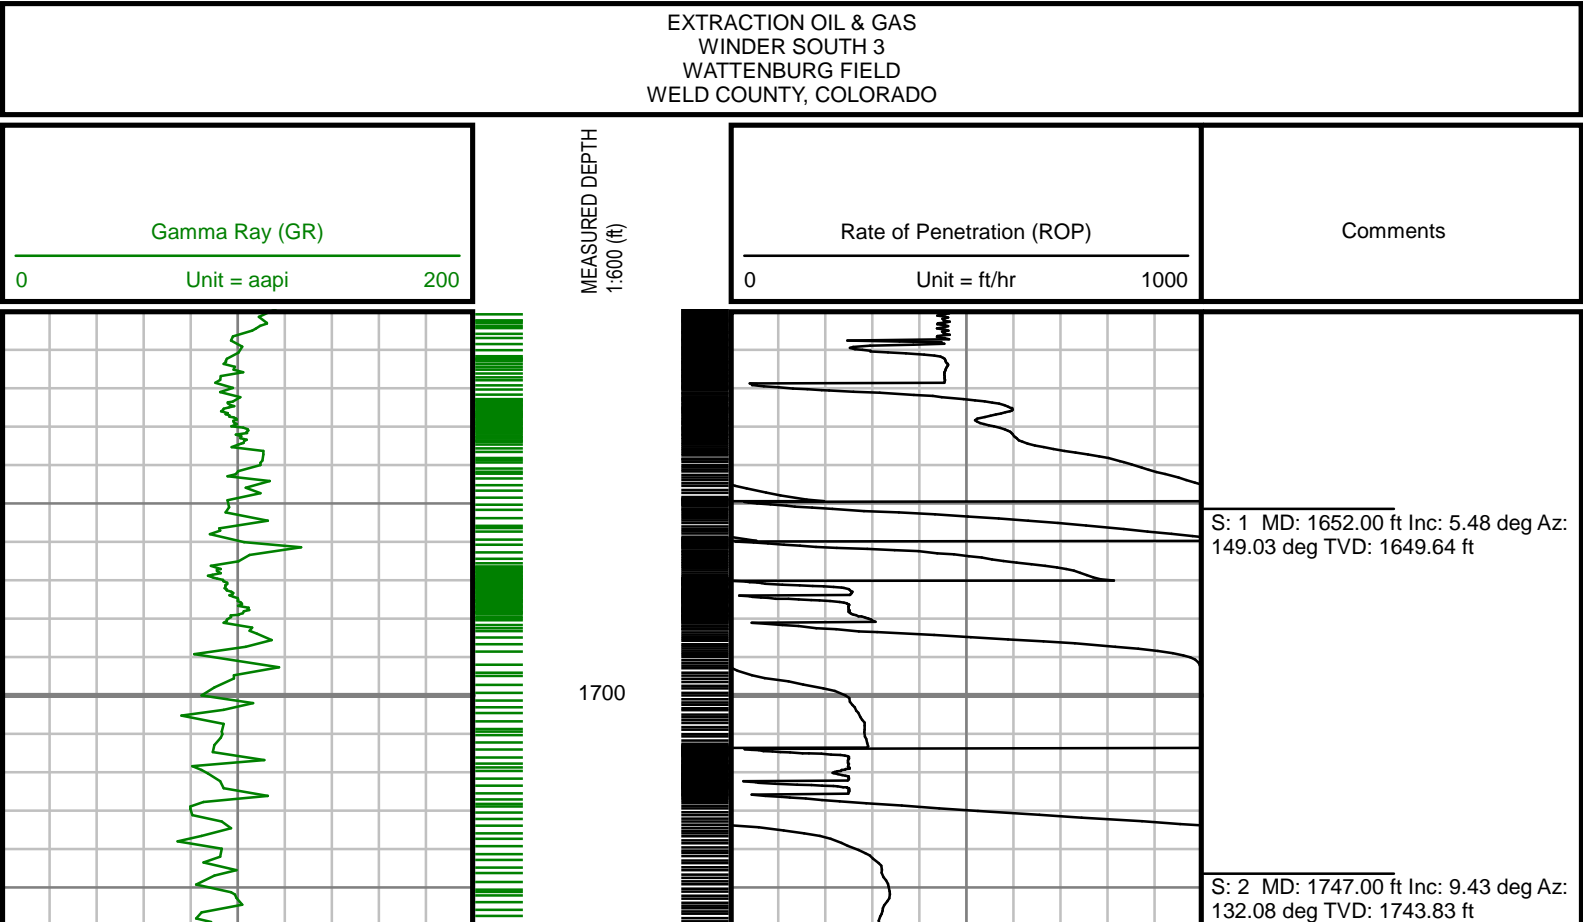 EXTRACTION OIL & GAS
WINDER SOUTH 3
WATTENBURG FIELD
WELD COUNTY, COLORADO
Gamma Ray (GR)
0 Unit = aapi 200
MEASURED DEPTH
1:600 (ft)
Rate of Penetration (ROP)
0 Unit = ft/hr 1000
Comments
S: 1 MD: 1652.00 ft Inc: 5.48 deg Az:
149.03 deg TVD: 1649.64 ft
1700
S: 2 MD: 1747.00 ft Inc: 9.43 deg Az:
132.08 deg TVD: 1743.83 ft